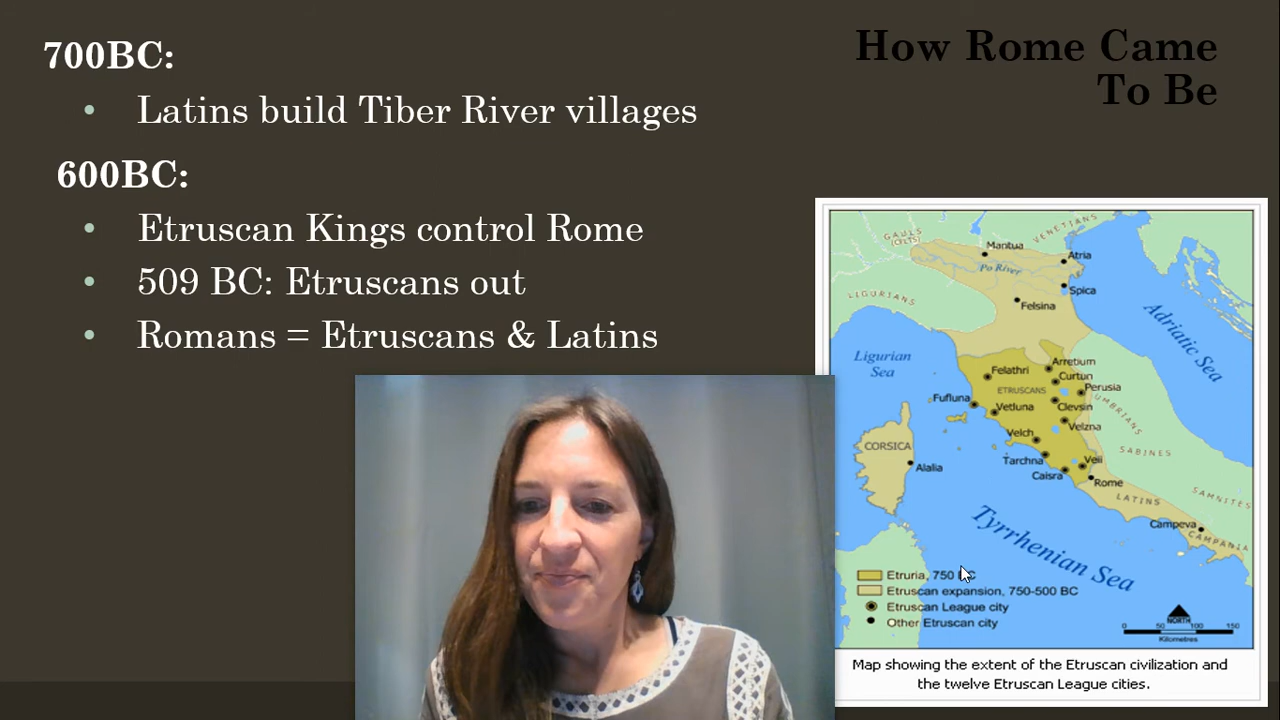 700BC:
• Latins build Tiber River villages
600BC:
• Etruscan Kings control Rome
• 509 BC: Etruscans out
• Romans = Etruscans & Latins
How Rome Came
To Be
GAULS
(CELTS)
VENETIANS
Mantua
Atria
Po River
Spica
LIGURIANS
Felsina
Adriatic Sea
Ligurian
Sea
Arretium
Felathri
Curtun
ETRUSCANS
Perusia
Fufluna
Clevsin
Vetluna
UMBRIANS
Velzna
Velch
CORSICA
SABINES
Alalia
Tarchna
Veii
Caisra
Rome
LATINS
SAMNITES
Tyrrhenian Sea
Campeva
CAMPANIA
Etruria, 750
Etruscan expansion, 750-500 BC
Etruscan League city
Other Etruscan city
NORTH
0 50 100 150
Kilometres
Map showing the extent of the Etruscan civilization and
the twelve Etruscan League cities.